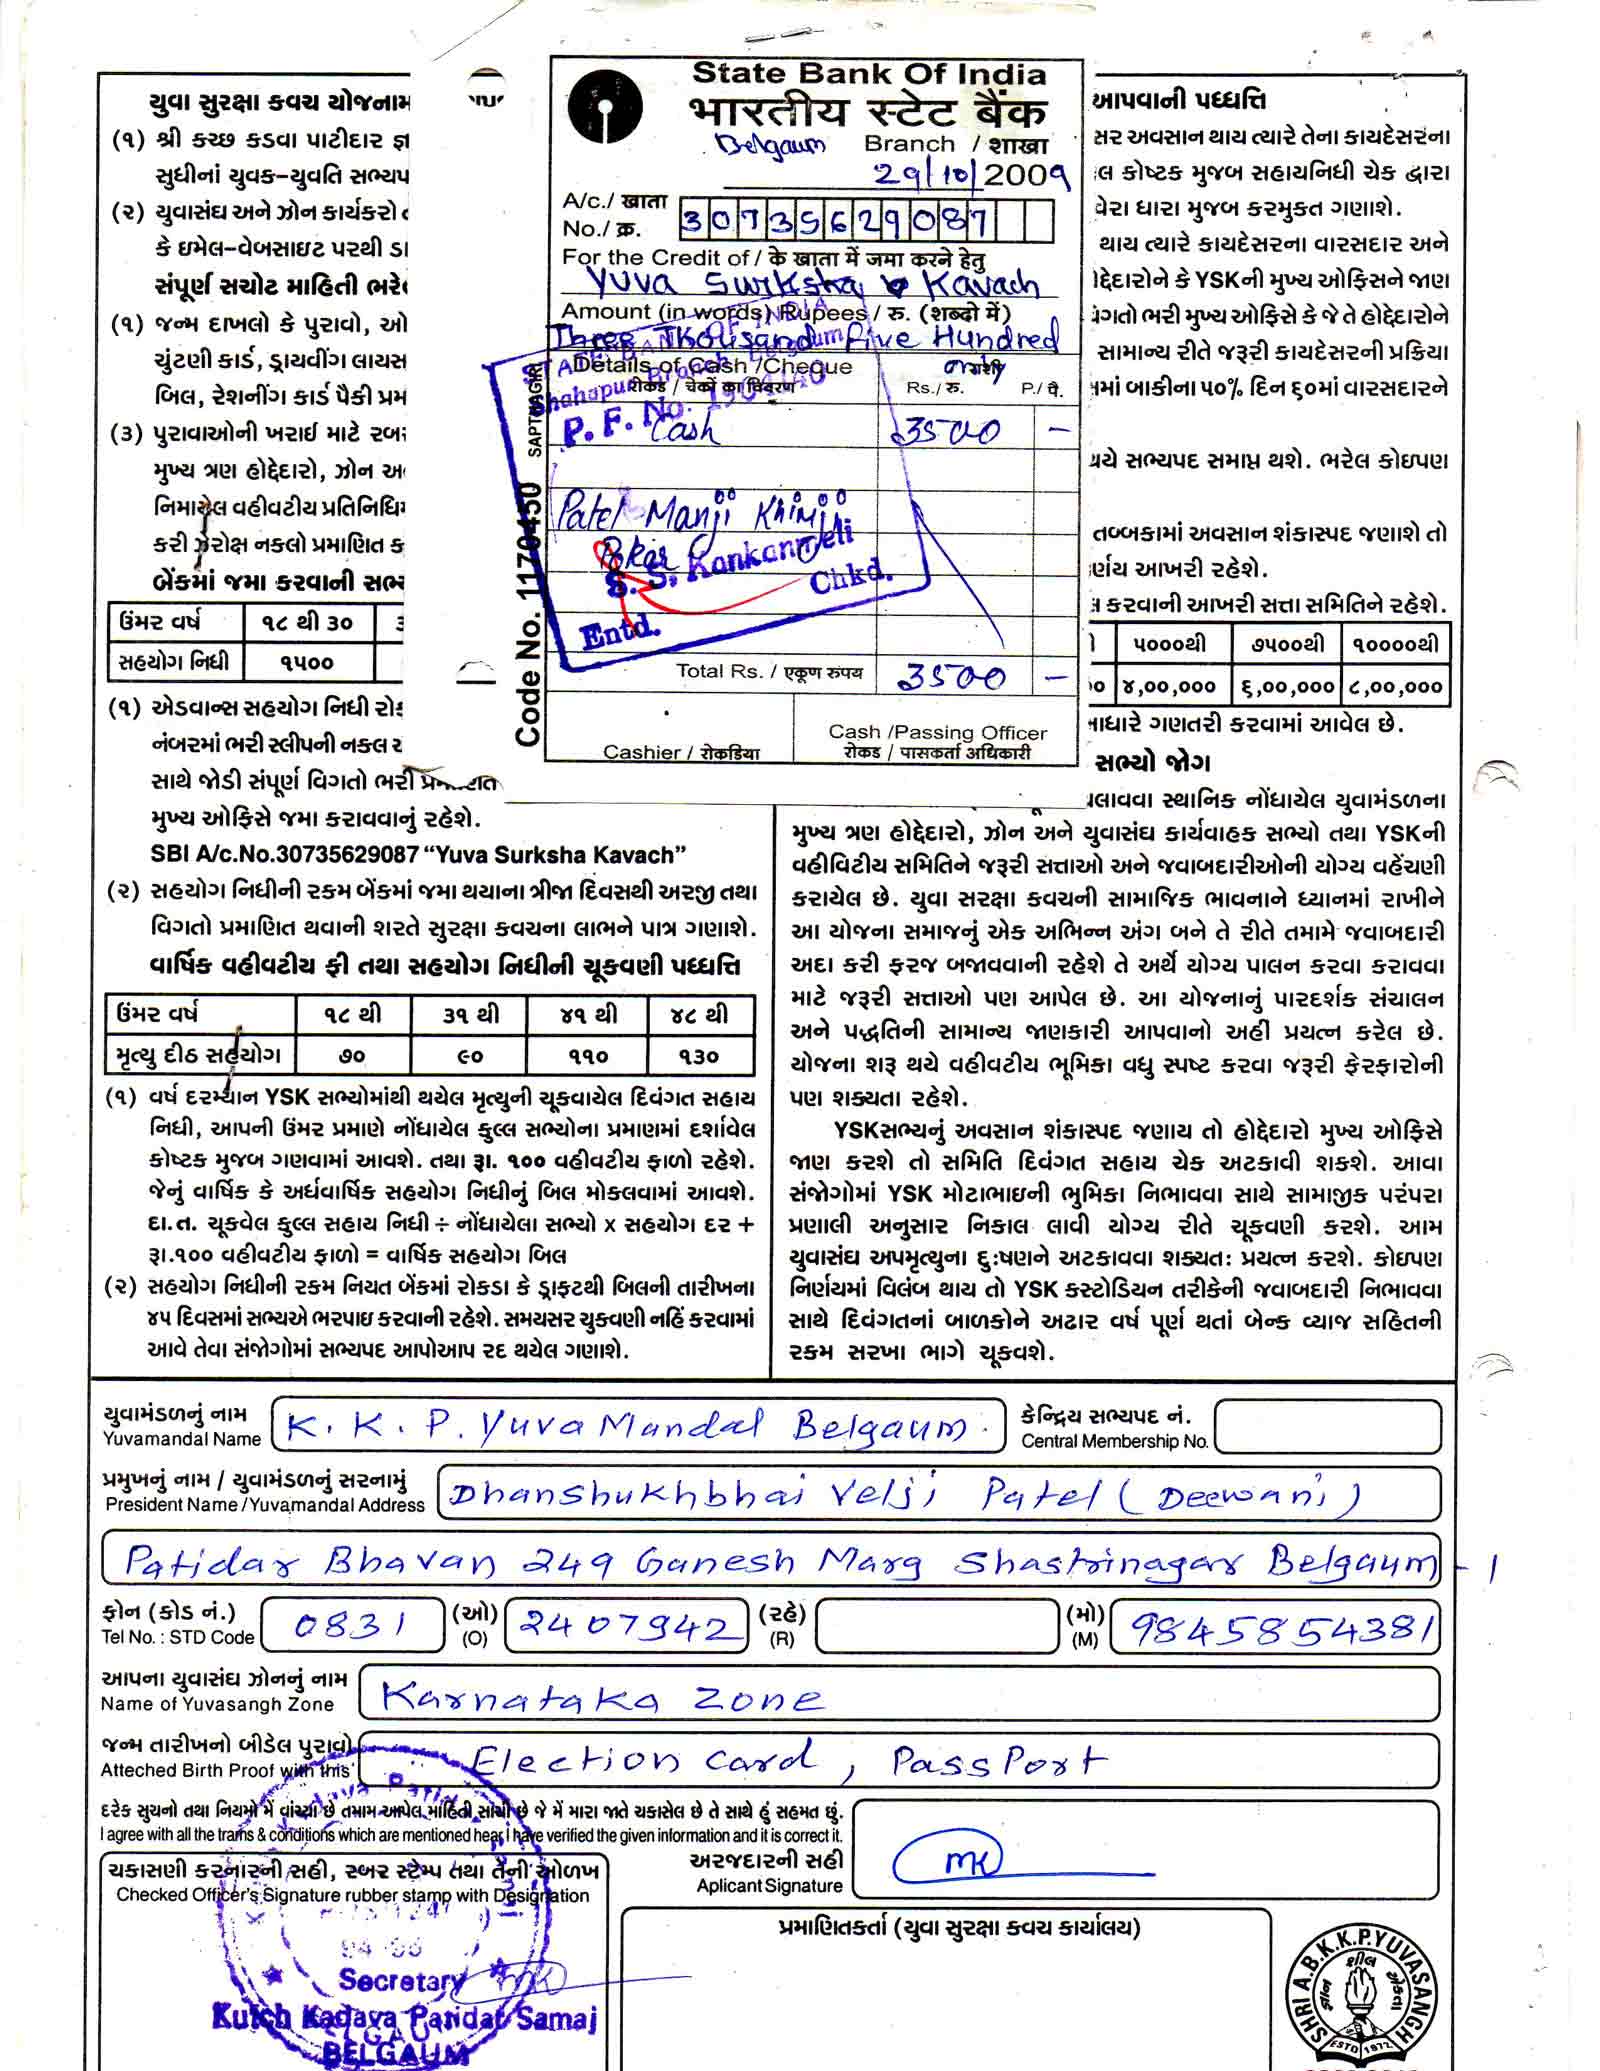 State Bank Of India
भारतीय स्टेट बैंक
Belgaum Branch / शाखा
29/10/2009
A/c./ खाता
No./ क्र. 30735629087
For the Credit of / के खाता में जमा करने हेतु
Yuva Surksha Kavach
Amount (in words) Rupees / रु. (शब्दो में)
Three Thousand Five Hundred
only
Details of Cash /Cheque
रोकड / चेकों का विवरण
Rs./ रु. P./ पै.
Cash 3500 –
Patel Manji Khimji
Pokar
STATE BANK OF INDIA
Shahapur Branch Belgaum
P. F. No.
S. S. Kankanmeli
Entd. Chkd.
Total Rs. / एकूण रुपय 3500 –
Cashier / रोकडिया
Cash /Passing Officer
रोकड / पासकर्ता अधिकारी
Code No. 11704450 SAPTHAGIRI
યુવા સુરક્ષા કવચ યોજનામ
(૧) શ્રી કચ્છ કડવા પાટીદાર જ્ઞ
સુધીનાં યુવક-યુવતિ સભ્યપ
(૨) યુવાસંઘ અને ઝોન કાર્યકરો
કે ઇમેલ-વેબસાઇટ પરથી ડા
સંપૂર્ણ સચોટ માહિતી ભરે
(૧) જન્મ દાખલો કે પુરાવો, ઓ
ચુંટણી કાર્ડ, ડ્રાયવીંગ લાયસ
બિલ, રેશનીંગ કાર્ડ પૈકી પ્રમ
(૩) પુરાવાઓની ખરાઈ માટે રબર
મુખ્ય ત્રણ હોદ્દેદારો, ઝોન અ
નિમાયેલ વહીવટીય પ્રતિનિધિ
કરી ઝેરોક્ષ નકલો પ્રમાણિત ક
બેંકમાં જમા કરવાની સભ્ય
ઉંમર વર્ષ ૧૮ થી ૩૦
સહયોગ નિધી ૧૫૦૦
(૧) એડવાન્સ સહયોગ નિધી રોક
નંબરમાં ભરી સ્લીપની નકલ
સાથે જોડી સંપૂર્ણ વિગતો ભરી
મુખ્ય ઓફિસે જમા કરાવવાનું રહેશે.
SBI A/c.No.30735629087 “Yuva Surksha Kavach”
(૨) સહયોગ નિધીની રકમ બેંકમાં જમા થયાના ત્રીજા દિવસથી અરજી તથા
વિગતો પ્રમાણિત થવાની શરતે સુરક્ષા કવચના લાભને પાત્ર ગણાશે.
વાર્ષિક વહીવટીય ફી તથા સહયોગ નિધીની ચૂકવણી પધ્ધતિ
ઉંમર વર્ષ ૧૮ થી ૩૧ થી ૪૧ થી ૪૮ થી
મૃત્યુ દીઠ સહયોગ ૭૦ ૯૦ ૧૧૦ ૧૩૦
(૧) વર્ષ દરમ્યાન YSK સભ્યોમાંથી થયેલ મૃત્યુની ચૂકવાયેલ દિવંગત સહાય
નિધી, આપની ઉંમર પ્રમાણે નોંધાયેલ કુલ્લ સભ્યોના પ્રમાણમાં દર્શાવેલ
કોષ્ટક મુજબ ગણવામાં આવશે. તથા રૂા. ૧૦૦ વહીવટીય ફાળો રહેશે.
જેનું વાર્ષિક કે અર્ધવાર્ષિક સહયોગ નિધીનું બિલ મોકલવામાં આવશે.
દા.ત. ચૂકવેલ કુલ્લ સહાય નિધી ÷ નોંધાયેલા સભ્યો x સહયોગ દર +
રૂા.૧૦૦ વહીવટીય ફાળો = વાર્ષિક સહયોગ બિલ
(૨) સહયોગ નિધીની રકમ નિયત બેંકમાં રોકડા કે ડ્રાફટથી બિલની તારીખના
૪૫ દિવસમાં સભ્યએ ભરપાઇ કરવાની રહેશે. સમયસર ચુકવણી નહિં કરવામાં
આવે તેવા સંજોગોમાં સભ્યપદ આપોઆપ રદ થયેલ ગણાશે.
આપવાની પધ્ધતિ
સર અવસાન થાય ત્યારે તેના કાયદેસરના
લ કોષ્ટક મુજબ સહાયનિધી ચેક દ્વારા
વેરા ધારા મુજબ કરમુકત ગણાશે.
થાય ત્યારે કાયદેસરના વારસદાર અને
ોદ્દેદારોને કે YSKની મુખ્ય ઓફિસને જાણ
ંગતો ભરી મુખ્ય ઓફિસે કે જે તે હોદ્દેદારોને
સામાન્ય રીતે જરૂરી કાયદેસરની પ્રક્રિયા
માં બાકીના ૫૦% દિન ૬૦માં વારસદારને
થયે સભ્યપદ સમાપ્ત થશે. ભરેલ કોઇપણ
તબ્બકામાં અવસાન શંકાસ્પદ જણાશે તો
ર્ણય આખરી રહેશે.
કરવાની આખરી સત્તા સમિતિને રહેશે.
૫૦૦૦થી ૭૫૦૦થી ૧૦૦૦૦થી
૪,૦૦,૦૦૦ ૬,૦૦,૦૦૦ ૮,૦૦,૦૦૦
ાધારે ગણતરી કરવામાં આવેલ છે.
સભ્યો જોગ
ચલાવવા સ્થાનિક નોંધાયેલ યુવામંડળના
મુખ્ય ત્રણ હોદ્દેદારો, ઝોન અને યુવાસંઘ કાર્યવાહક સભ્યો તથા YSKની
વહીવિટીય સમિતિને જરૂરી સત્તાઓ અને જવાબદારીઓની યોગ્ય વહેંચણી
કરાયેલ છે. યુવા સરક્ષા કવચની સામાજિક ભાવનાને ધ્યાનમાં રાખીને
આ યોજના સમાજનું એક અભિન્ન અંગ બને તે રીતે તમામે જવાબદારી
અદા કરી ફરજ બજાવવાની રહેશે તે અર્થે યોગ્ય પાલન કરવા કરાવવા
માટે જરૂરી સત્તાઓ પણ આપેલ છે. આ યોજનાનું પારદર્શક સંચાલન
અને પદ્ધતિની સામાન્ય જાણકારી આપવાનો અહીં પ્રયત્ન કરેલ છે.
યોજના શરૂ થયે વહીવટીય ભૂમિકા વધુ સ્પષ્ટ કરવા જરૂરી ફેરફારોની
પણ શક્યતા રહેશે.
YSKસભ્યનું અવસાન શંકાસ્પદ જણાય તો હોદ્દેદારો મુખ્ય ઓફિસે
જાણ કરશે તો સમિતિ દિવંગત સહાય ચેક અટકાવી શકશે. આવા
સંજોગોમાં YSK મોટાભાઇની ભુમિકા નિભાવવા સાથે સામાજીક પરંપરા
પ્રણાલી અનુસાર નિકાલ લાવી યોગ્ય રીતે ચૂકવણી કરશે. આમ
યુવાસંઘ અપમૃત્યુના દુઃષણને અટકાવવા શક્યતઃ પ્રયત્ન કરશે. કોઇપણ
નિર્ણયમાં વિલંબ થાય તો YSK કસ્ટોડિયન તરીકેની જવાબદારી નિભાવવા
સાથે દિવંગતનાં બાળકોને અઢાર વર્ષ પૂર્ણ થતાં બેન્ક વ્યાજ સહિતની
રકમ સરખા ભાગે ચૂકવશે.
યુવામંડળનું નામ K. K. P. Yuva Mandal Belgaum. કેન્દ્રિય સભ્યપદ નં.
Yuvamandal Name Central Membership No.
પ્રમુખનું નામ / યુવામંડળનું સરનામું Dhanshukhbhai Velji Patel (Deewani)
President Name / Yuvamandal Address
Patidar Bhavan 249 Ganesh Marg Shastrinagar Belgaum - 1
ફોન (કોડ નં.) 0831 (ઓ) 2407942 (રહે) (મો) 98458 54381
Tel No. : STD Code (O) (R) (M)
આપના યુવાસંઘ ઝોનનું નામ Karnataka Zone
Name of Yuvasangh Zone
જન્મ તારીખનો બીડેલ પુરાવો Election card, PassPort
Atteched Birth Proof with this
દરેક સુચનો તથા નિયમો મેં વાંચ્યાં છે તમામ આપેલ માહિતી સાચી છે જે મેં મારા જાતે ચકાસેલ છે તે સાથે હું સહમત છું.
I agree with all the trams & conditions which are mentioned hear I have verified the given information and it is correct it.
અરજદારની સહી MK
Aplicant Signature
ચકાસણી કરનારની સહી, રબર સ્ટેમ્પ તથા તેની ઓળખ
Checked Officer's Signature rubber stamp with Designation
Secretary MK
Kutch Kadava Patidar Samaj
BELGAUM
પ્રમાણિતકર્તા (યુવા સુરક્ષા કવચ કાર્યાલય)
SHRI A.B.K.K.P.YUVASANGH
ESTD 1977